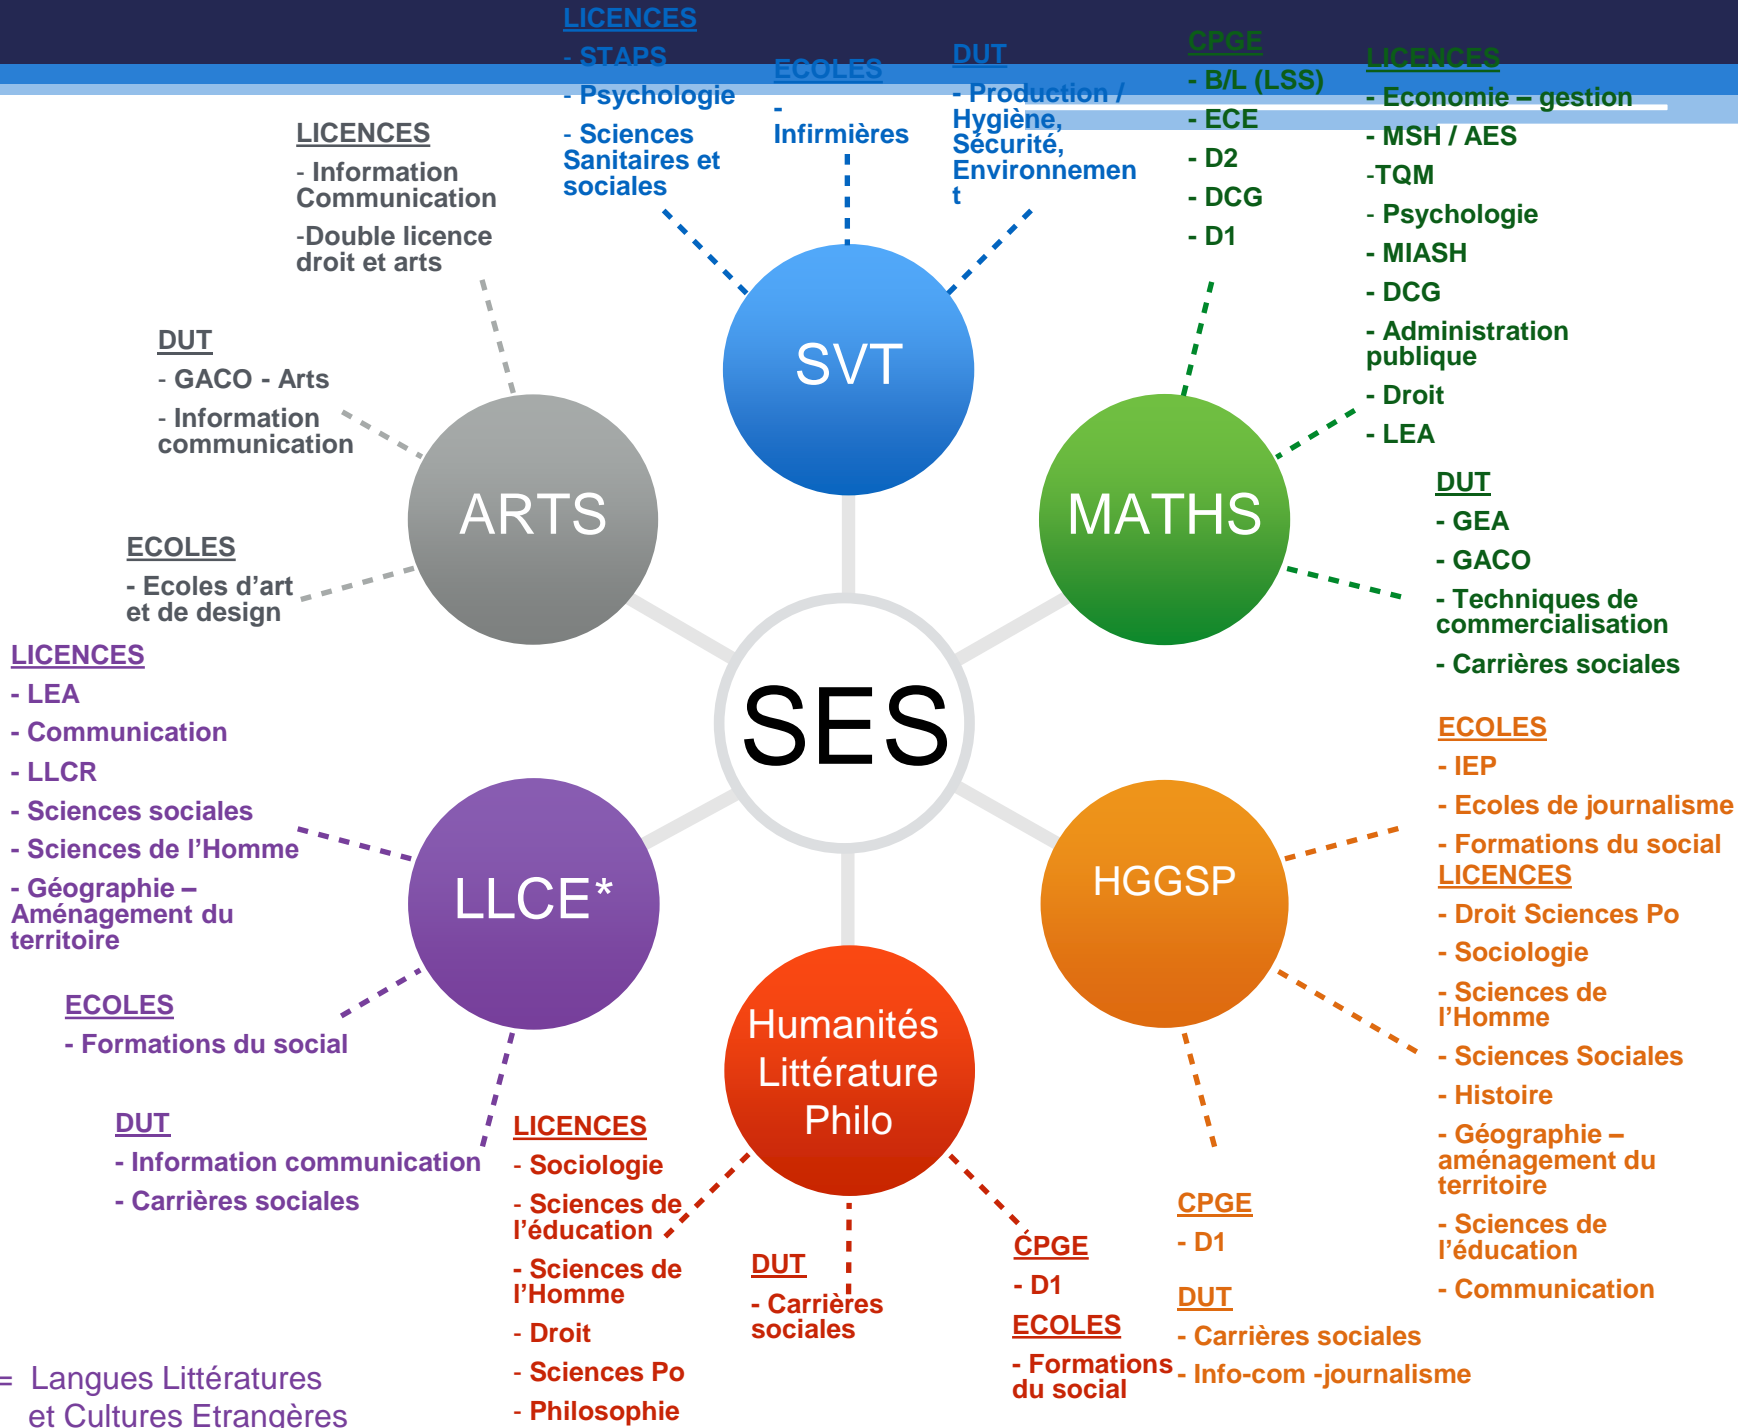 LICENCES
- STAPS
- Psychologie
- Sciences
Sanitaires et
sociales
ECOLES
-
Infirmières
DUT
- Production /
Hygiène,
Sécurité,
Environnemen
t
CPGE
- B/L (LSS)
- ECE
- D2
- DCG
- D1
LICENCES
- Economie – gestion
- MSH / AES
-TQM
- Psychologie
- MIASH
- DCG
- Administration
publique
- Droit
- LEA
LICENCES
- Information
Communication
-Double licence
droit et arts
DUT
- GACO - Arts
- Information
communication
ECOLES
- Ecoles d’art
et de design
SVT
ARTS
MATHS
DUT
- GEA
- GACO
- Techniques de
commercialisation
- Carrières sociales
SES
LICENCES
- LEA
- Communication
- LLCR
- Sciences sociales
- Sciences de l’Homme
- Géographie –
Aménagement du
territoire
ECOLES
- Formations du social
DUT
- Information communication
- Carrières sociales
LLCE*
HGGSP
Humanités
Littérature
Philo
ECOLES
- IEP
- Ecoles de journalisme
- Formations du social
LICENCES
- Droit Sciences Po
- Sociologie
- Sciences de
l’Homme
- Sciences Sociales
- Histoire
- Géographie –
aménagement du
territoire
- Sciences de
l’éducation
- Communication
CPGE
- D1
DUT
- Carrières sociales
- Info-com -journalisme
LICENCES
- Sociologie
- Sciences de
l’éducation
- Sciences de
l’Homme
- Droit
- Sciences Po
- Philosophie
DUT
- Carrières
sociales
CPGE
- D1
ECOLES
- Formations
du social
= Langues Littératures
et Cultures Etrangères